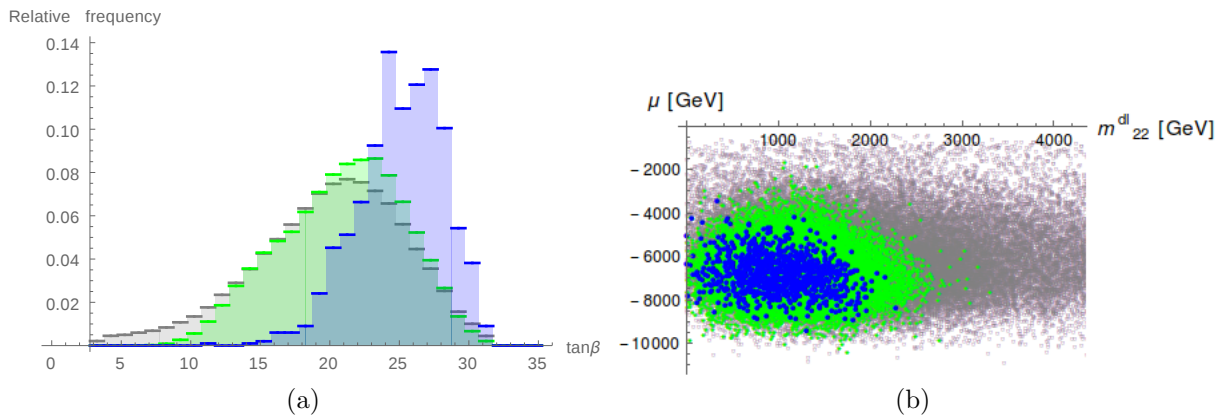 Relative frequency
0.14
0.12
0.10
0.08
0.06
0.04
0.02
0 5 10 15 20 25 30 35 tanβ
(a)
μ [GeV]
m^dl_22 [GeV]
1000 2000 3000 4000
−2000
−4000
−6000
−8000
−10000
(b)